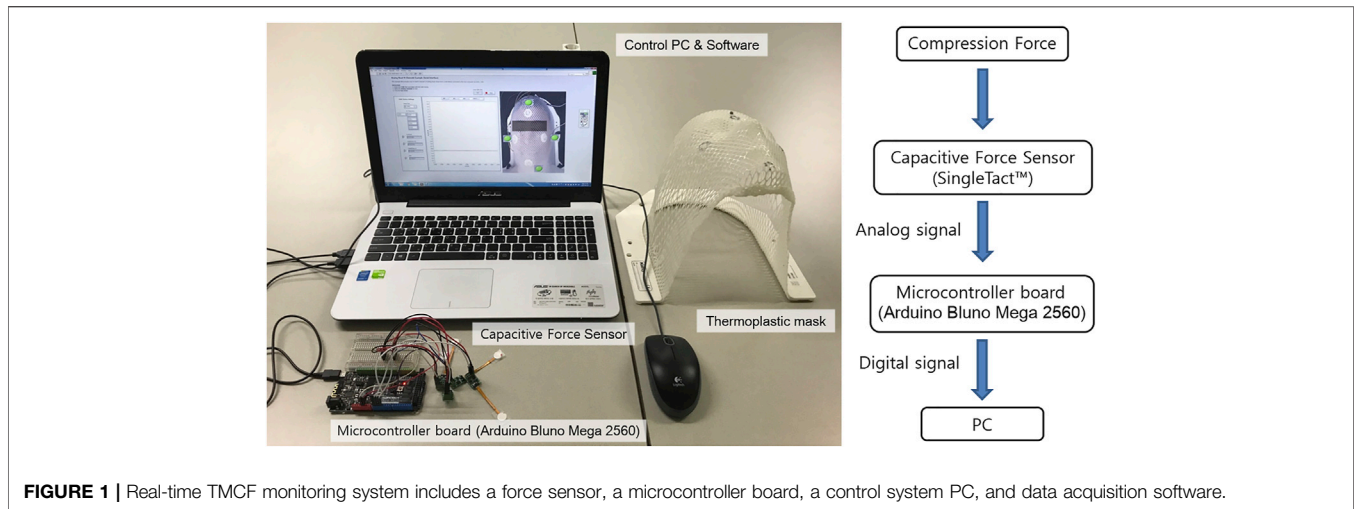 Control PC & Software
Thermoplastic mask
Capacitive Force Sensor
Microcontroller board (Arduino Bluno Mega 2560)
Compression Force
Capacitive Force Sensor
(SingleTact™)
Analog signal
Microcontroller board
(Arduino Bluno Mega 2560)
Digital signal
PC
FIGURE 1 | Real-time TMCF monitoring system includes a force sensor, a microcontroller board, a control system PC, and data acquisition software.